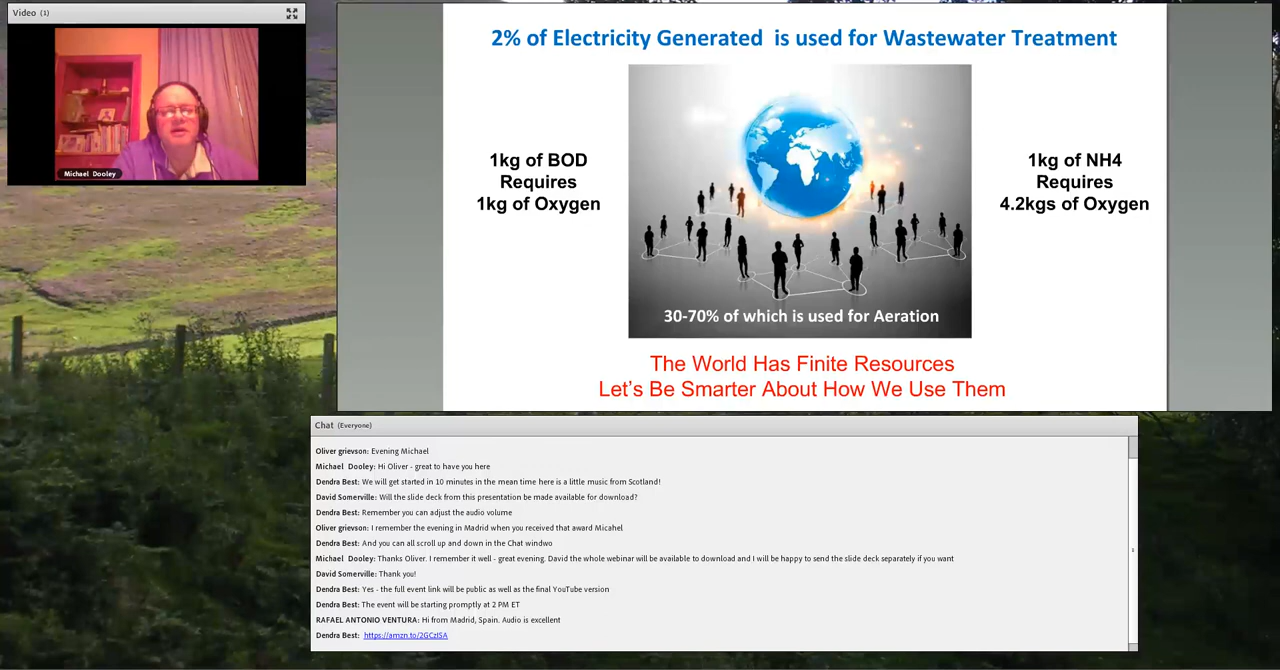 Video (1)
Michael Dooley
2% of Electricity Generated is used for Wastewater Treatment
1kg of BOD
Requires
1kg of Oxygen
1kg of NH4
Requires
4.2kgs of Oxygen
30-70% of which is used for Aeration
The World Has Finite Resources
Let's Be Smarter About How We Use Them
Chat (Everyone)
Oliver grievson: Evening Michael
Michael Dooley: Hi Oliver - great to have you here
Dendra Best: We will get started in 10 minutes in the mean time here is a little music from Scotland!
David Somerville: Will the slide deck from this presentation be made available for download?
Dendra Best: Remember you can adjust the audio volume
Oliver grievson: I remember the evening in Madrid when you received that award Micahel
Dendra Best: And you can all scroll up and down in the Chat windwo
Michael Dooley: Thanks Oliver. I remember it well - great evening. David the whole webinar will be available to download and I will be happy to send the slide deck separately if you want
David Somerville: Thank you!
Dendra Best: Yes - the full event link will be public as well as the final YouTube version
Dendra Best: The event will be starting promptly at 2 PM ET
RAFAEL ANTONIO VENTURA: Hi from Madrid, Spain. Audio is excellent
Dendra Best: https://amzn.to/2GCzISA